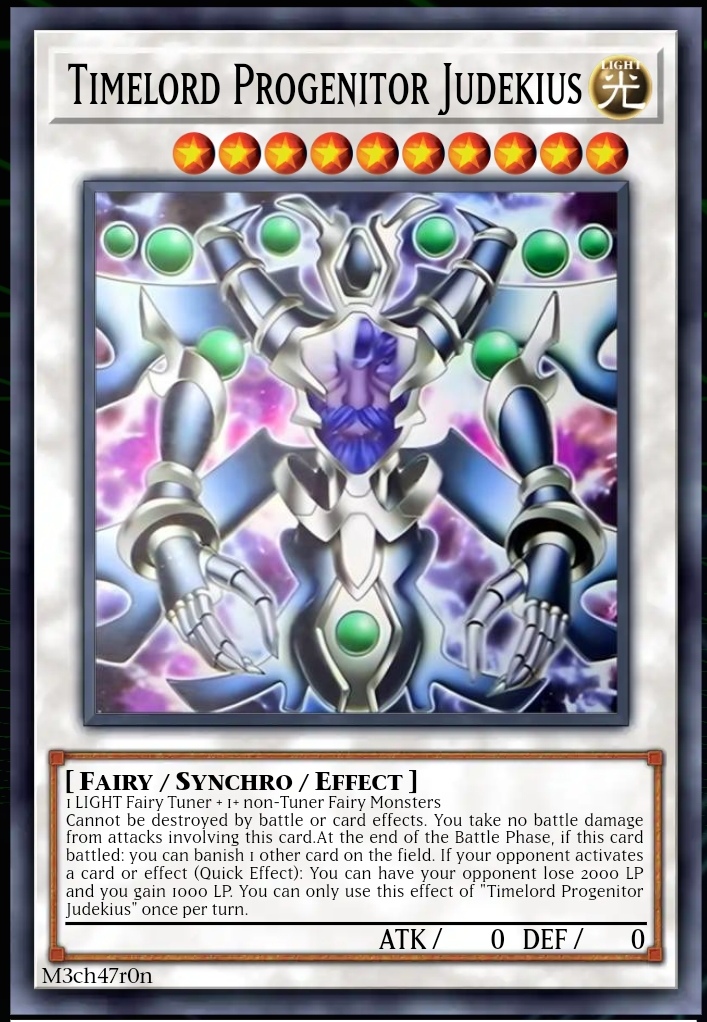 Timelord Progenitor Judekius
LIGHT
光
[ Fairy / Synchro / Effect ]
1 LIGHT Fairy Tuner + 1+ non-Tuner Fairy Monsters
Cannot be destroyed by battle or card effects. You take no battle damage
from attacks involving this card.At the end of the Battle Phase, if this card
battled: you can banish 1 other card on the field. If your opponent activates
a card or effect (Quick Effect): You can have your opponent lose 2000 LP
and you gain 1000 LP. You can only use this effect of "Timelord Progenitor
Judekius" once per turn.
ATK / 0 DEF / 0
M3ch47r0n